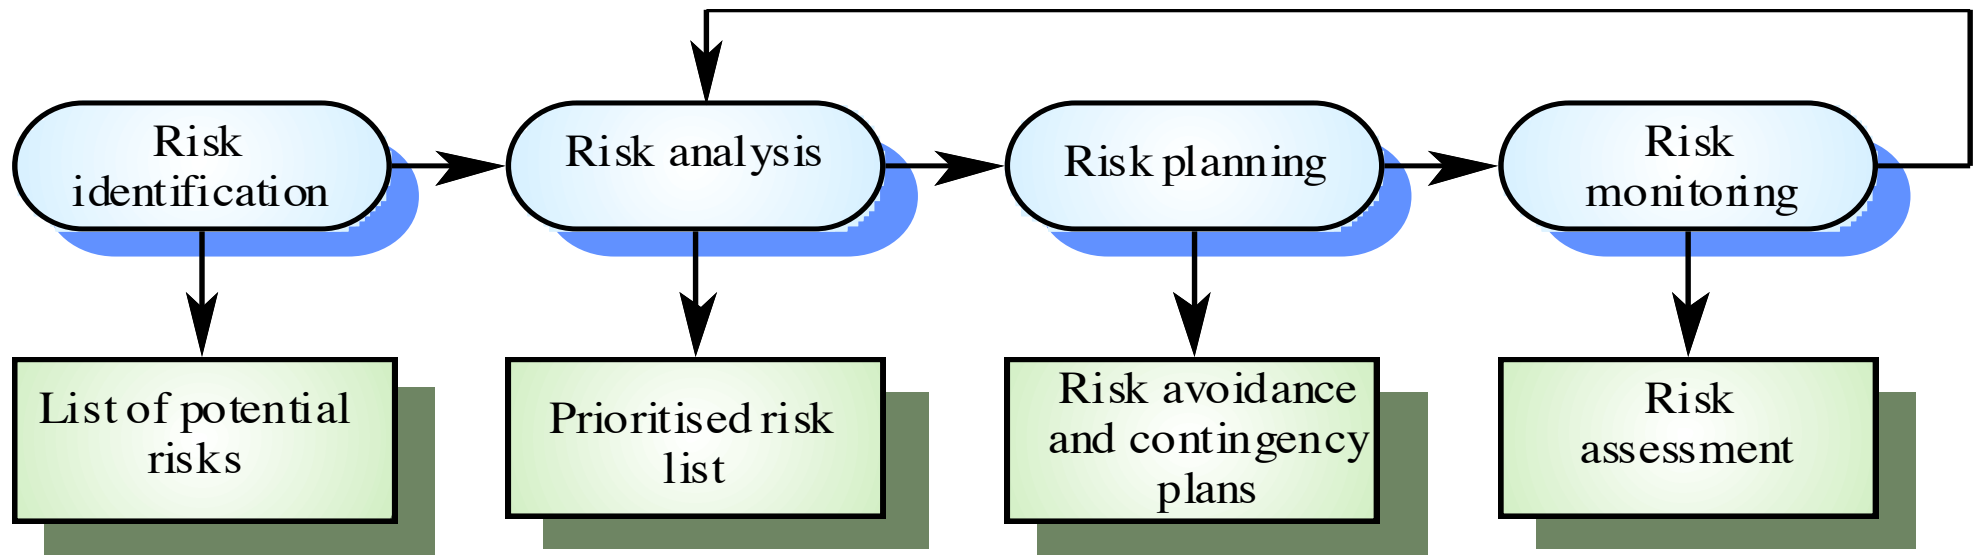 Risk
identification
Risk analysis
Risk planning
Risk
monitoring
List of potential
risks
Prioritised risk
list
Risk avoidance
and contingency
plans
Risk
assessment